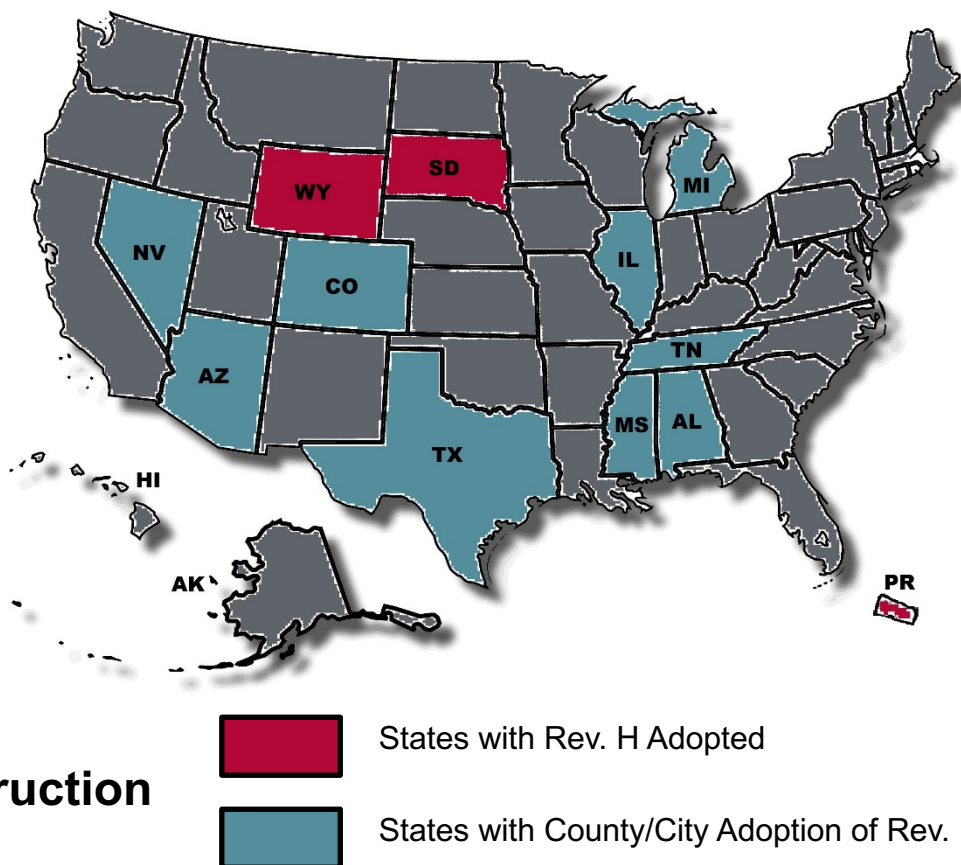 SD
WY
MI
NV
IL
CO
TN
AZ
MS AL
TX
HI
AK
PR
States with Rev. H Adopted
ruction
States with County/City Adoption of Rev.